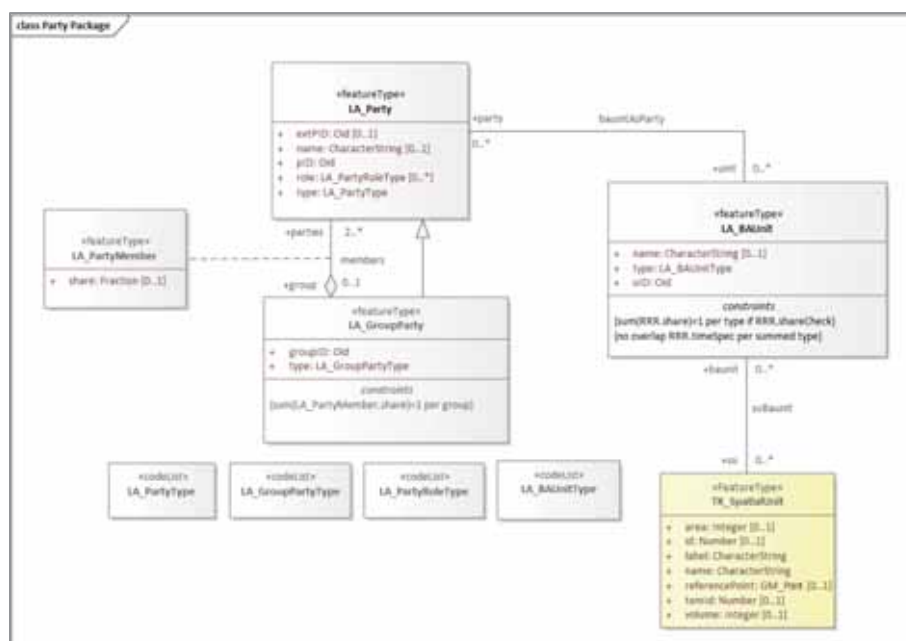 class Party Package
«featureType»
LA_Party
+ extPID: Oid [0..1]
+ name: CharacterString [0..1]
+ pID: Oid
+ role: LA_PartyRoleType [0..*]
+ type: LA_PartyType
+party
0..*
baunitAsParty
+unit
0..*
«featureType»
LA_PartyMember
+ share: Fraction [0..1]
+parties
2..*
members
+group
0..1
«featureType»
LA_GroupParty
+ groupID: Oid
+ type: LA_GroupPartyType
constraints
{sum(LA_PartyMember.share)=1 per group}
«featureType»
LA_BAUnit
+ name: CharacterString [0..1]
+ type: LA_BAUnitType
+ uID: Oid
constraints
{sum(RRR.share)=1 per type if RRR.shareCheck}
{no overlap RRR.timeSpec per summed type}
+baunit
0..*
suBaunit
+su
0..*
«codeList»
LA_PartyType
«codeList»
LA_GroupPartyType
«codeList»
LA_PartyRoleType
«codeList»
LA_BAUnitType
«FeatureType»
TK_SpatialUnit
+ area: Integer [0..1]
+ id: Number [0..1]
+ label: CharacterString
+ name: CharacterString
+ referencePoint: GM_Point [0..1]
+ : Number [0..1]
+ volume: Integer [0..1]